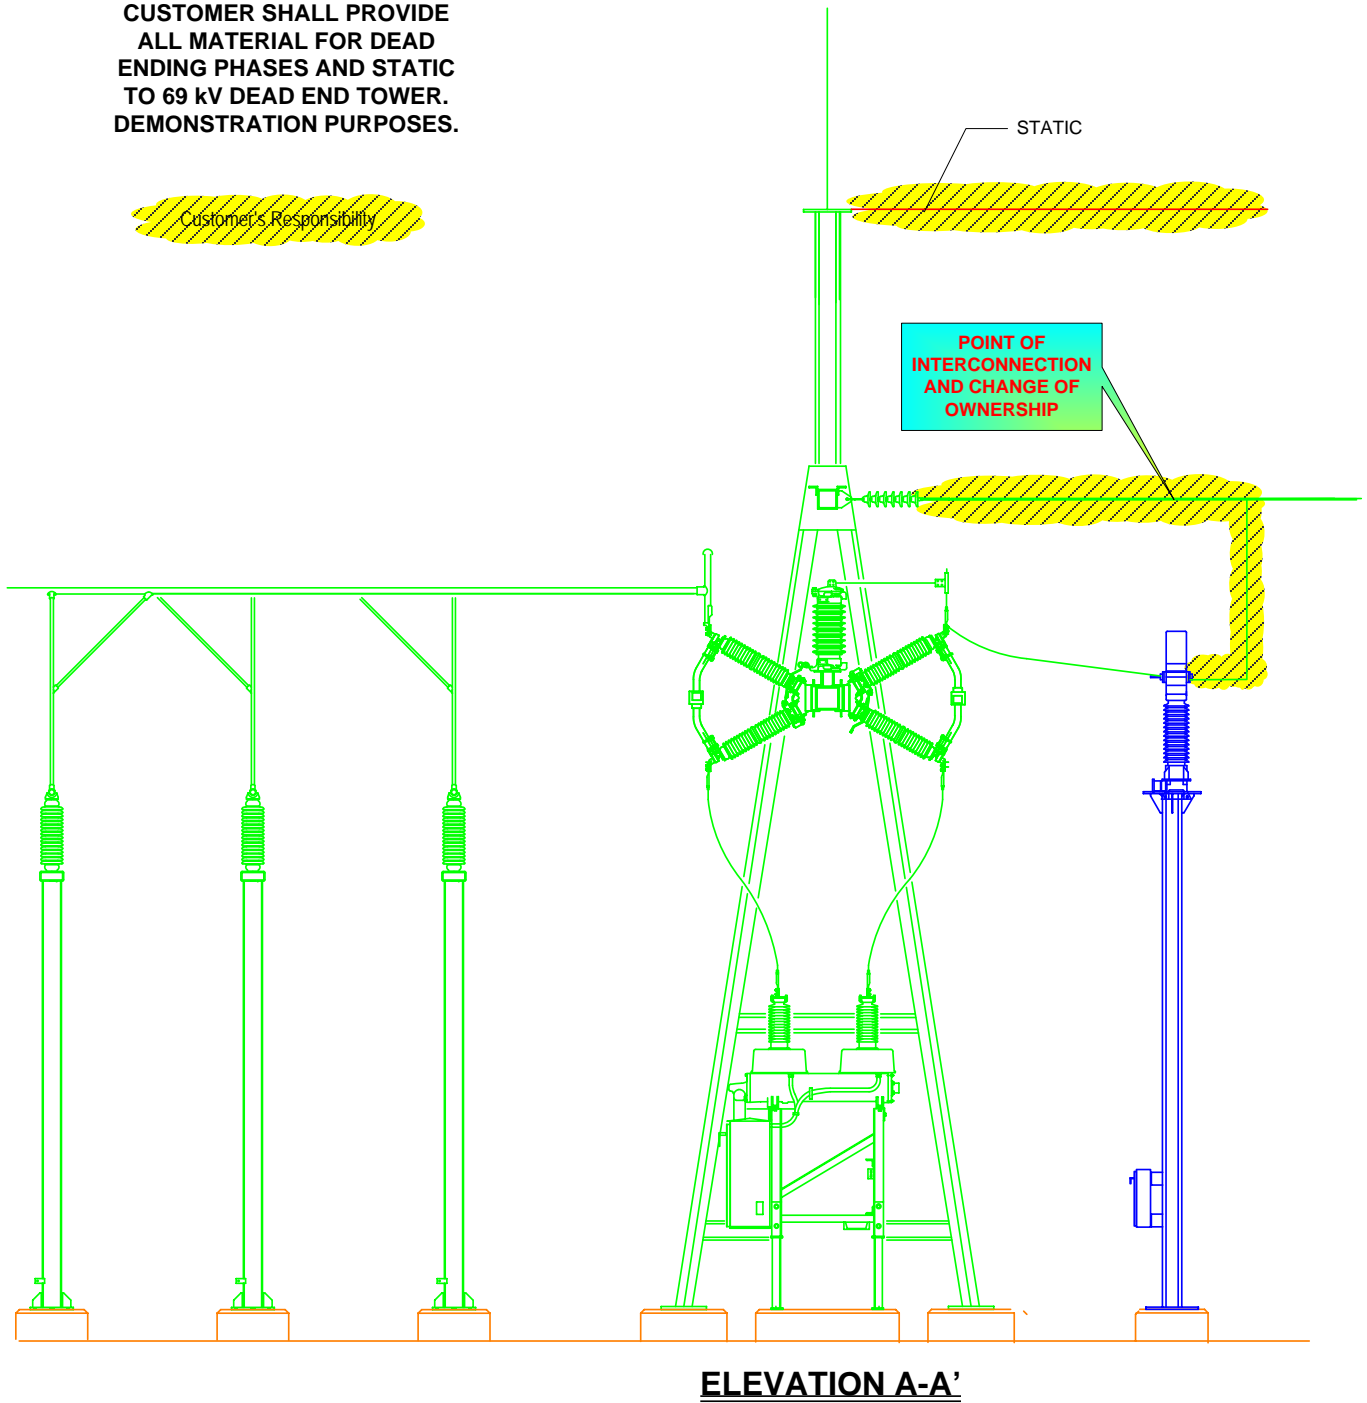 CUSTOMER SHALL PROVIDE
ALL MATERIAL FOR DEAD
ENDING PHASES AND STATIC
TO 69 kV DEAD END TOWER.
DEMONSTRATION PURPOSES.
STATIC
Customer's Responsibility
POINT OF
INTERCONNECTION
AND CHANGE OF
OWNERSHIP
ELEVATION A-A’